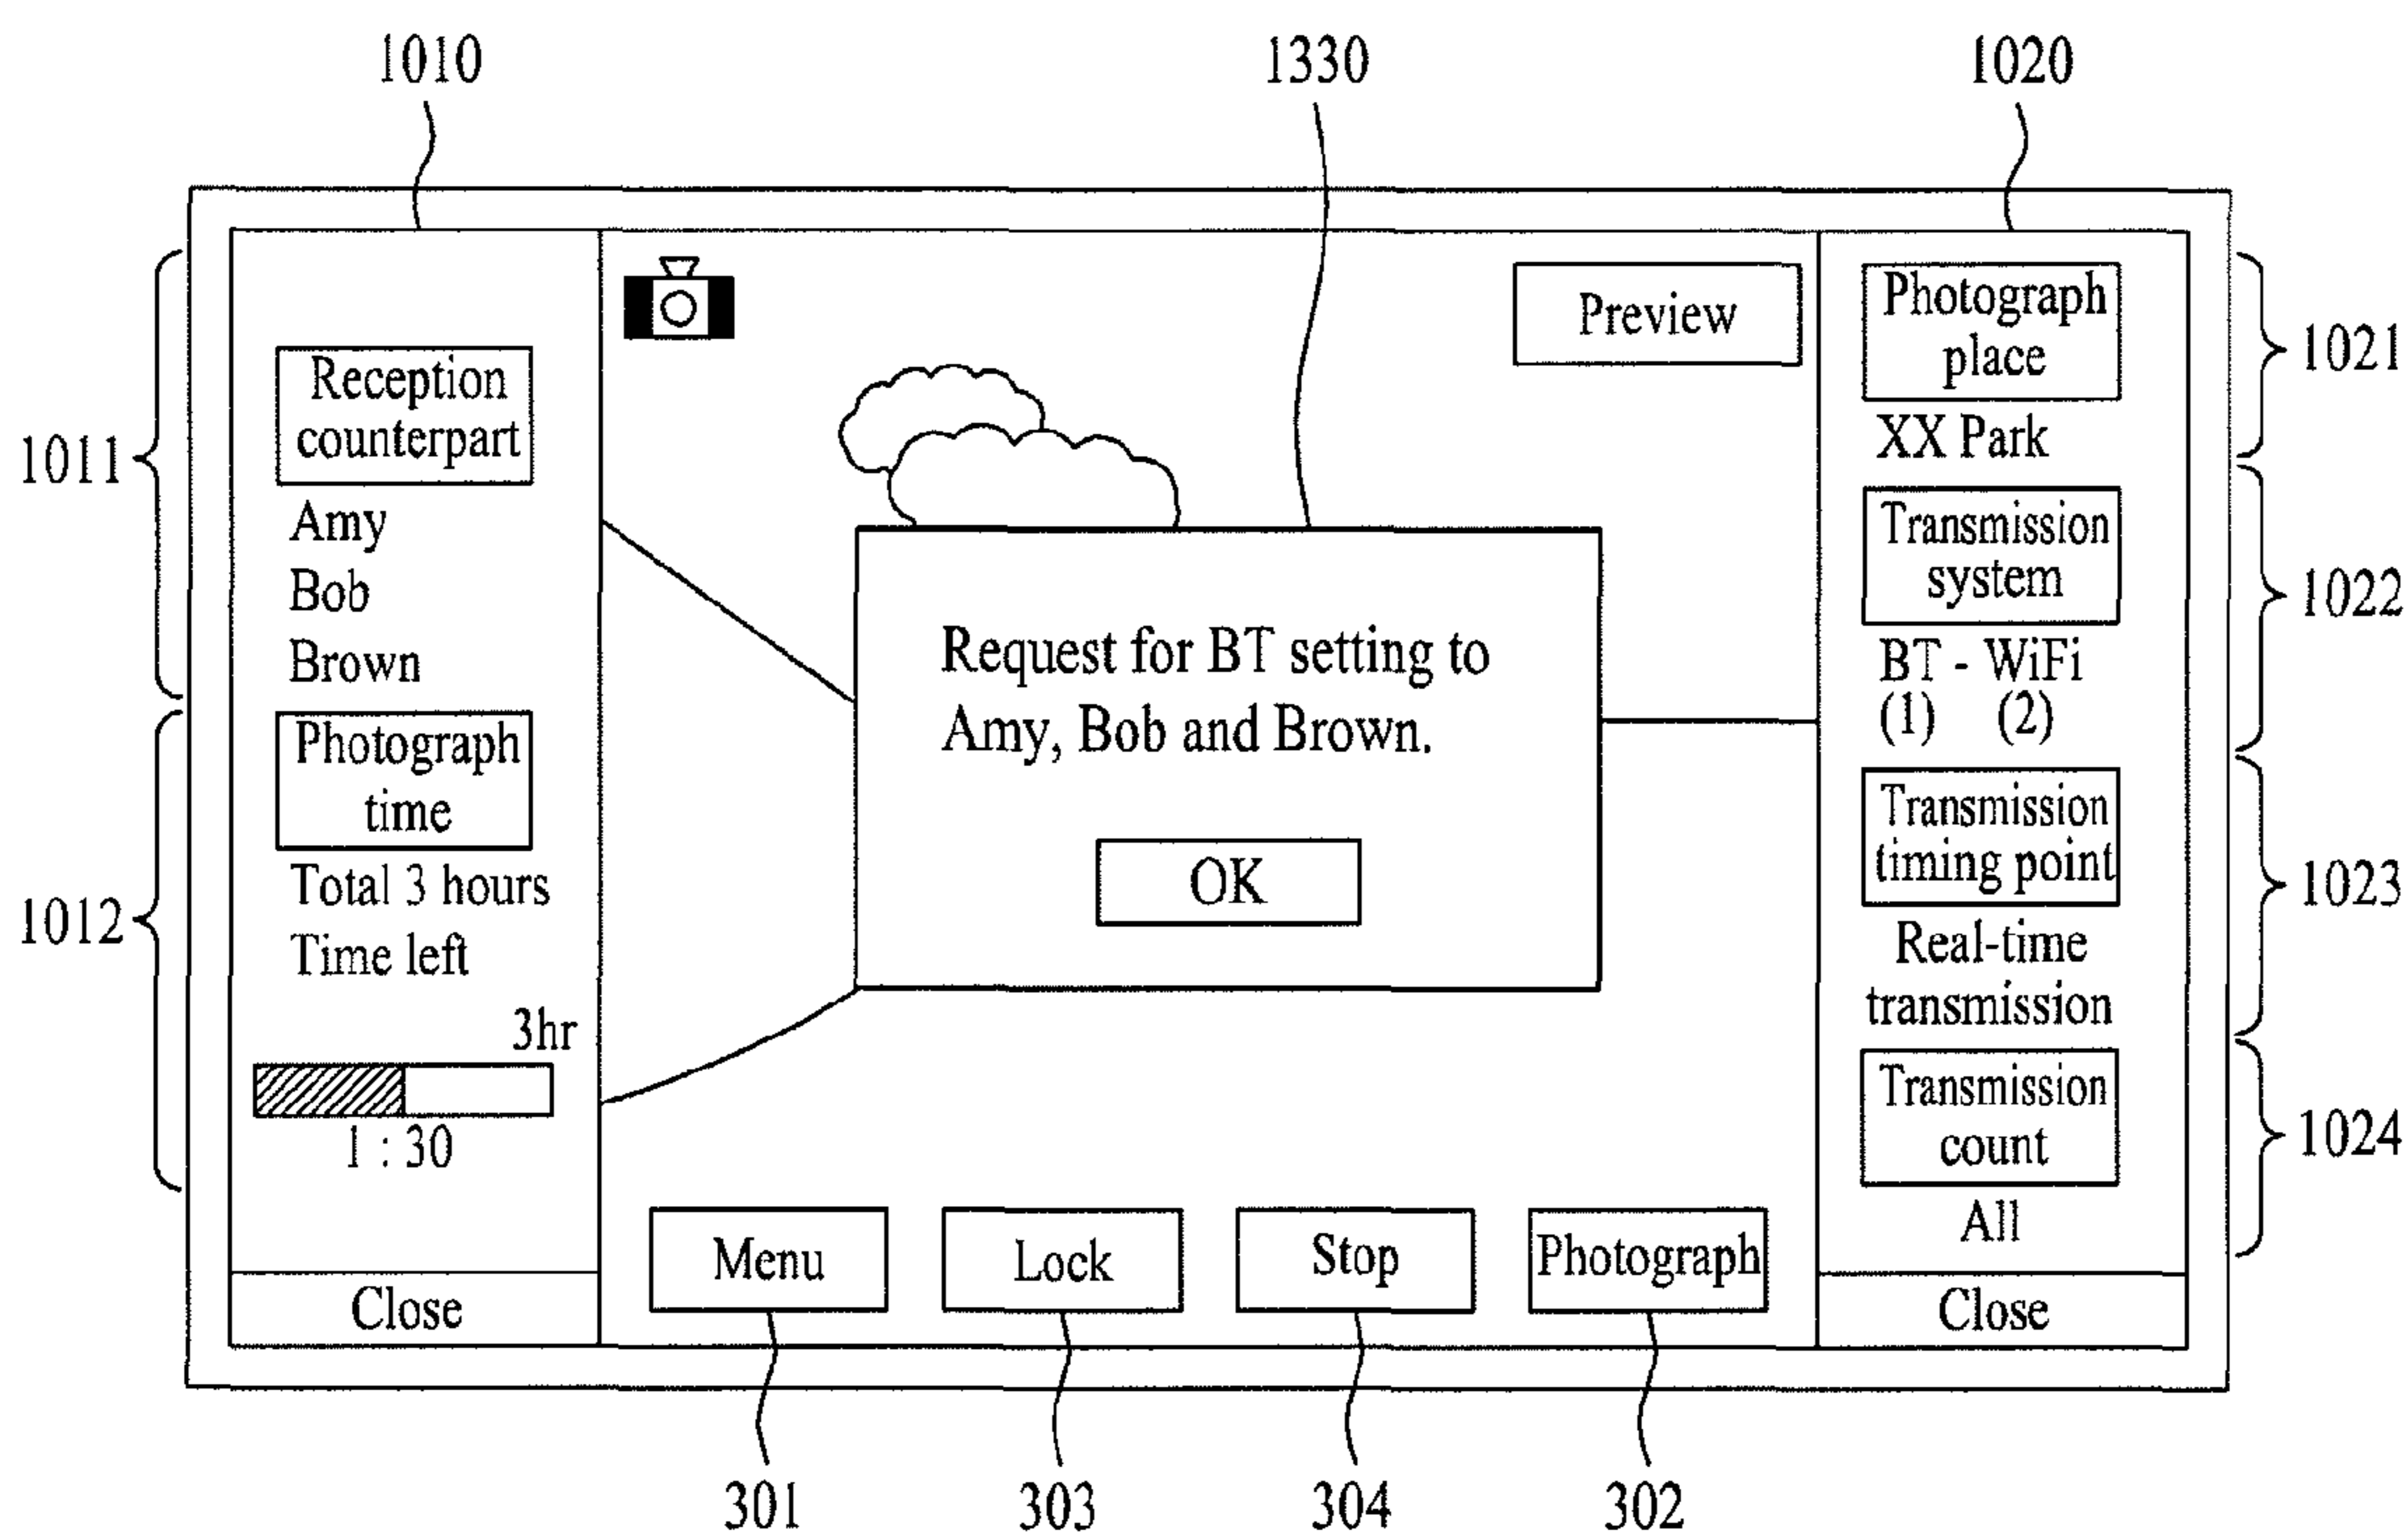 1010
1330
1020
1011
1012
Reception
counterpart
Amy
Bob
Brown
Photograph
time
Total 3 hours
Time left
3hr
1 : 30
Close
Preview
Request for BT setting to
Amy, Bob and Brown.
OK
Menu
Lock
Stop
Photograph
Photograph
place
XX Park
Transmission
system
BT - WiFi
(1) (2)
Transmission
timing point
Real-time
transmission
Transmission
count
All
Close
1021
1022
1023
1024
301
303
304
302